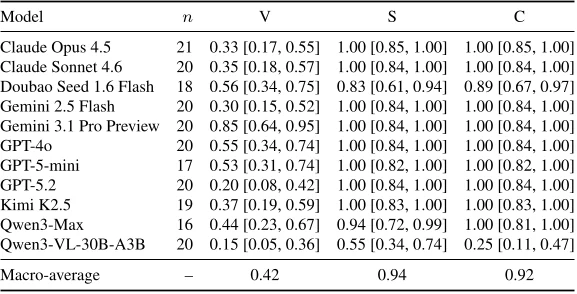 Model n V S C
Claude Opus 4.5 21 0.33 [0.17, 0.55] 1.00 [0.85, 1.00] 1.00 [0.85, 1.00]
Claude Sonnet 4.6 20 0.35 [0.18, 0.57] 1.00 [0.84, 1.00] 1.00 [0.84, 1.00]
Doubao Seed 1.6 Flash 18 0.56 [0.34, 0.75] 0.83 [0.61, 0.94] 0.89 [0.67, 0.97]
Gemini 2.5 Flash 20 0.30 [0.15, 0.52] 1.00 [0.84, 1.00] 1.00 [0.84, 1.00]
Gemini 3.1 Pro Preview 20 0.85 [0.64, 0.95] 1.00 [0.84, 1.00] 1.00 [0.84, 1.00]
GPT-4o 20 0.55 [0.34, 0.74] 1.00 [0.84, 1.00] 1.00 [0.84, 1.00]
GPT-5-mini 17 0.53 [0.31, 0.74] 1.00 [0.82, 1.00] 1.00 [0.82, 1.00]
GPT-5.2 20 0.20 [0.08, 0.42] 1.00 [0.84, 1.00] 1.00 [0.84, 1.00]
Kimi K2.5 19 0.37 [0.19, 0.59] 1.00 [0.83, 1.00] 1.00 [0.83, 1.00]
Qwen3-Max 16 0.44 [0.23, 0.67] 0.94 [0.72, 0.99] 1.00 [0.81, 1.00]
Qwen3-VL-30B-A3B 20 0.15 [0.05, 0.36] 0.55 [0.34, 0.74] 0.25 [0.11, 0.47]
Macro-average – 0.42 0.94 0.92